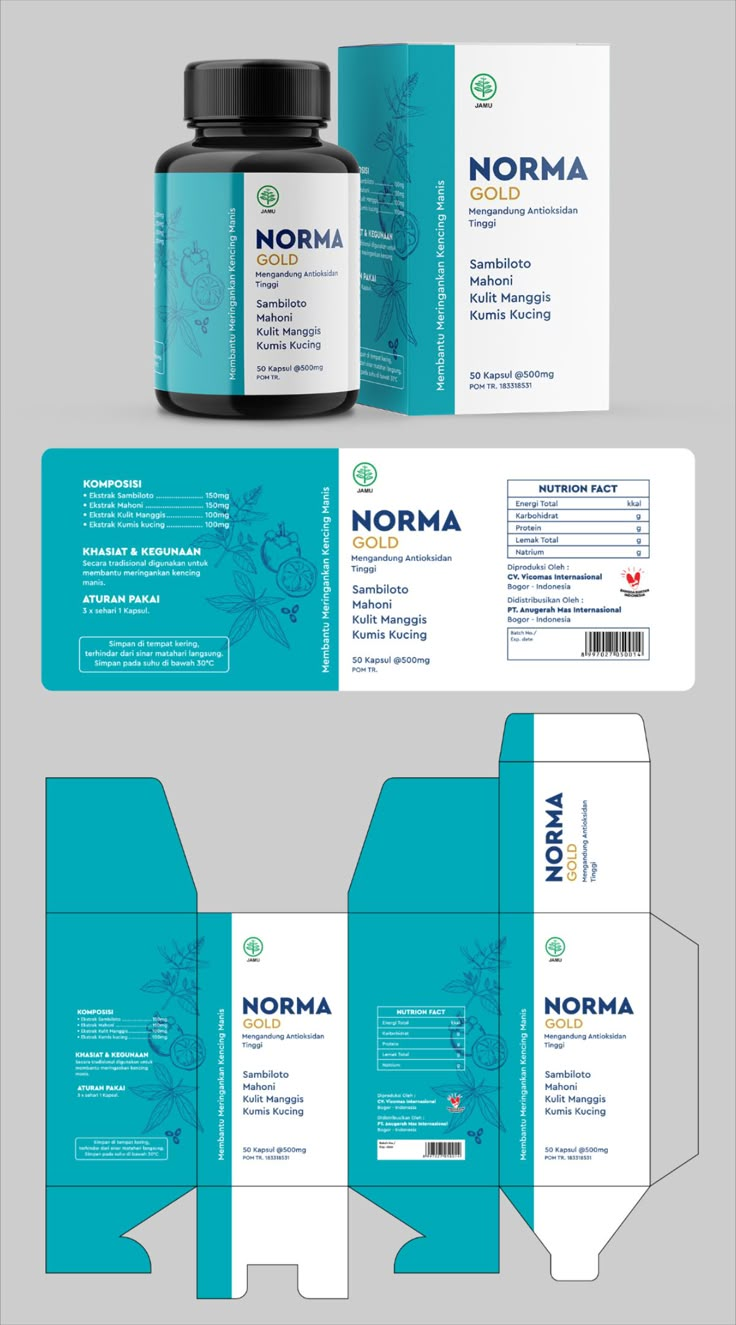 JAMU
NORMA
GOLD
Mengandung Antioksidan
Tinggi
Sambiloto
Mahoni
Kulit Manggis
Kumis Kucing
50 Kapsul @500mg
POM TR.
Membantu Meringankan Kencing Manis
JAMU
NORMA
GOLD
Mengandung Antioksidan
Tinggi
Sambiloto
Mahoni
Kulit Manggis
Kumis Kucing
50 Kapsul @500mg
POM TR. 183318531
Membantu Meringankan Kencing Manis
KOMPOSISI
• Ekstrak Sambiloto ...................... 150mg
• Ekstrak Mahoni .......................... 150mg
• Ekstrak Kulit Manggis ................ 100mg
• Ekstrak Kumis kucing ................ 100mg
KHASIAT & KEGUNAAN
Secara tradisional digunakan untuk
membantu meringankan kencing
manis.
ATURAN PAKAI
3 x sehari 1 Kapsul.
Simpan di tempat kering,
terhindar dari sinar matahari langsung.
Simpan pada suhu di bawah 30°C
Membantu Meringankan Kencing Manis
JAMU
NORMA
GOLD
Mengandung Antioksidan
Tinggi
Sambiloto
Mahoni
Kulit Manggis
Kumis Kucing
50 Kapsul @500mg
POM TR.
NUTRION FACT
Energi Total kkal
Karbohidrat g
Protein g
Lemak Total g
Natrium g
Diproduksi Oleh :
CV. Vicomas Internasional
Bogor - Indonesia
Didistribusikan Oleh :
PT. Anugerah Mas Internasional
Bogor - Indonesia
Batch No./
Exp. date
8 997027 050014
NORMA
GOLD
Mengandung Antioksidan
Tinggi
KOMPOSISI
• Ekstrak Sambiloto
• Ekstrak Mahoni
• Ekstrak Kulit Manggis
• Ekstrak Kumis kucing
KHASIAT & KEGUNAAN
Secara tradisional digunakan untuk
membantu meringankan kencing
manis.
ATURAN PAKAI
3 x sehari 1 Kapsul.
Simpan di tempat kering,
terhindar dari sinar matahari langsung.
Simpan pada suhu di bawah 30°C
Membantu Meringankan Kencing Manis
JAMU
NORMA
GOLD
Mengandung Antioksidan
Tinggi
Sambiloto
Mahoni
Kulit Manggis
Kumis Kucing
50 Kapsul @500mg
POM TR. 183318531
NUTRION FACT
Energi Total kkal
Karbohidrat g
Protein g
Lemak Total g
Natrium g
Diproduksi Oleh :
CV. Vicomas Internasional
Bogor - Indonesia
Didistribusikan Oleh :
PT. Anugerah Mas Internasional
Bogor - Indonesia
Batch No./
Exp. date
Membantu Meringankan Kencing Manis
JAMU
NORMA
GOLD
Mengandung Antioksidan
Tinggi
Sambiloto
Mahoni
Kulit Manggis
Kumis Kucing
50 Kapsul @500mg
POM TR. 183318531